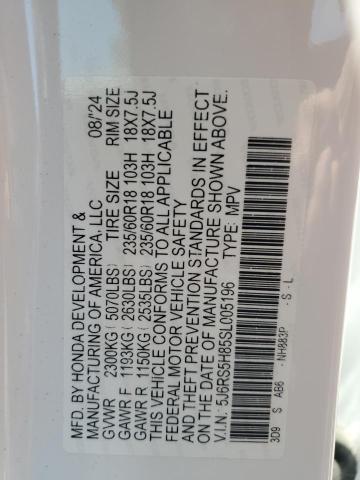 MFD. BY HONDA DEVELOPMENT &
MANUFACTURING OF AMERICA, LLC 08/'24
GVWR 2300KG(5070LBS) TIRE SIZE RIM SIZE
GAWR F 1193KG(2630LBS) 235/60R18 103H 18X7.5J
GAWR R 1150KG(2535LBS) 235/60R18 103H 18X7.5J
THIS VEHICLE CONFORMS TO ALL APPLICABLE
FEDERAL MOTOR VEHICLE SAFETY
AND THEFT PREVENTION STANDARDS IN EFFECT
ON THE DATE OF MANUFACTURE SHOWN ABOVE.
V.I.N: 5J6RS5H85SL005196 TYPE: MPV
3D9 S AB6 -NH883P -S -L